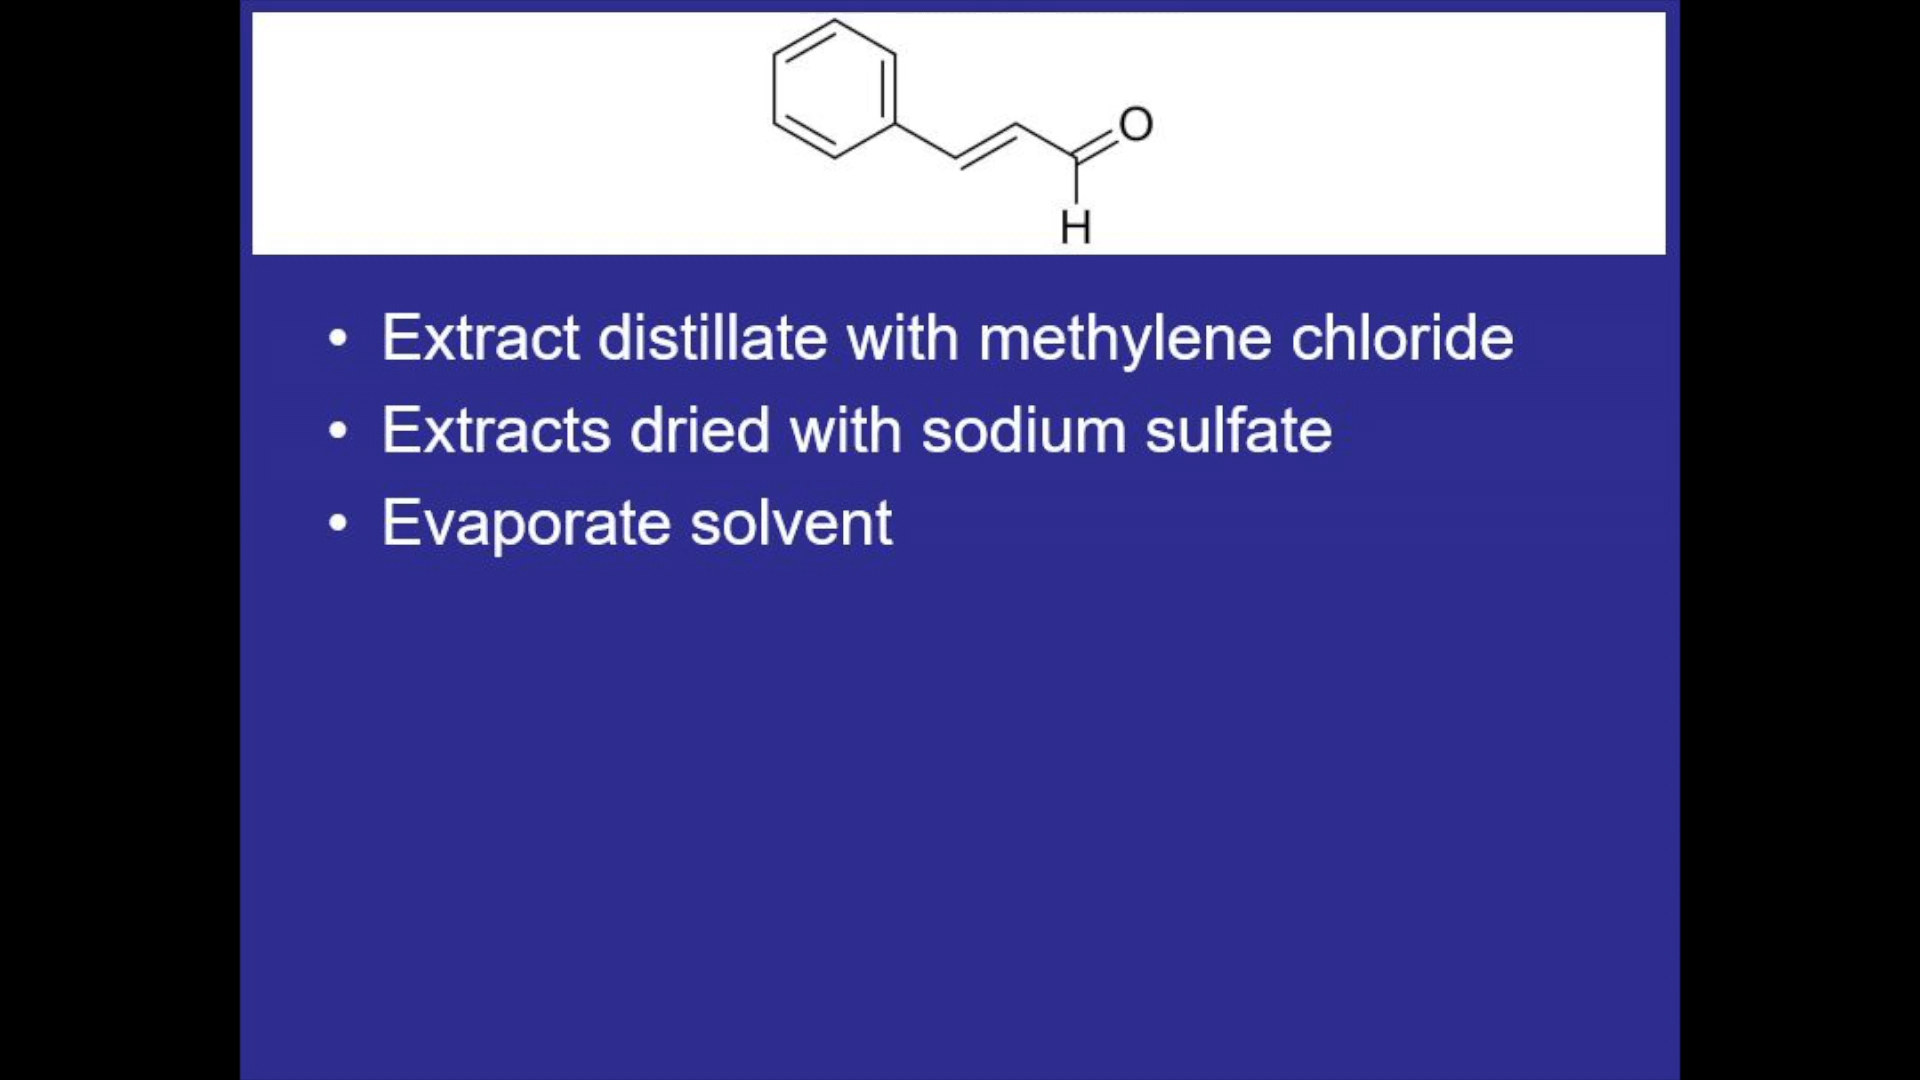 O
H
• Extract distillate with methylene chloride
• Extracts dried with sodium sulfate
• Evaporate solvent